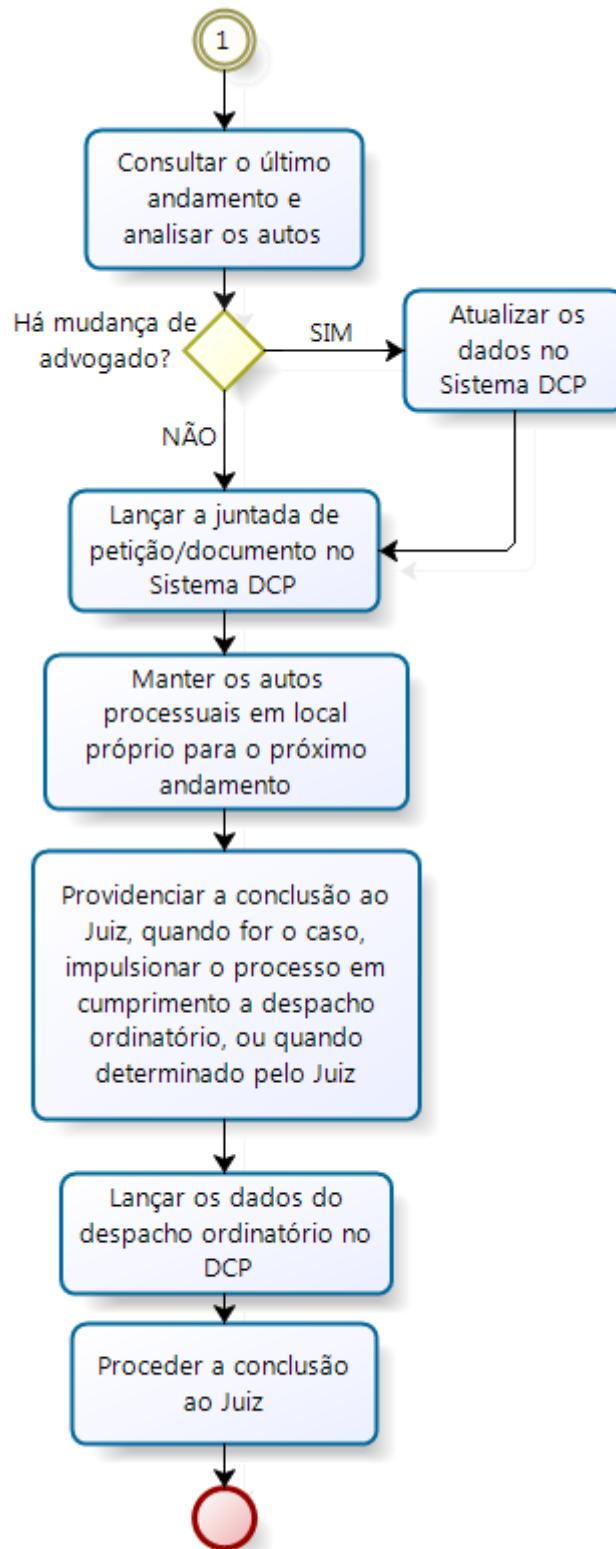 1
Consultar o último
andamento e
analisar os autos
Há mudança de
advogado?
SIM
Atualizar os
dados no
Sistema DCP
NÃO
Lançar a juntada de
petição/documento no
Sistema DCP
Manter os autos
processuais em local
próprio para o próximo
andamento
Providenciar a conclusão ao
Juiz, quando for o caso,
impulsionar o processo em
cumprimento a despacho
ordinatório, ou quando
determinado pelo Juiz
Lançar os dados do
despacho ordinatório no
DCP
Proceder a conclusão
ao Juiz